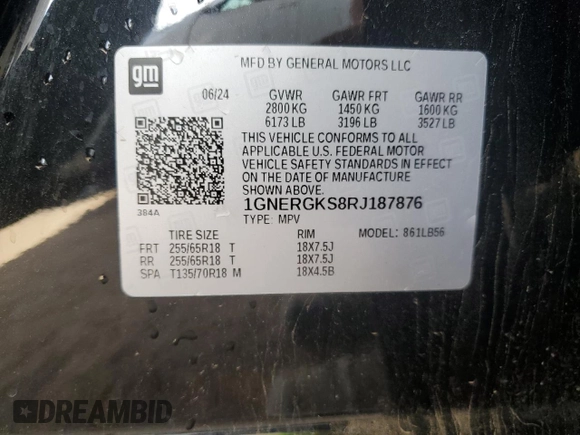 gm
MFD BY GENERAL MOTORS LLC
06/24 GVWR GAWR FRT GAWR RR
2800 KG 1450 KG 1600 KG
6173 LB 3196 LB 3527 LB
THIS VEHICLE CONFORMS TO ALL
APPLICABLE U.S. FEDERAL MOTOR
VEHICLE SAFETY STANDARDS IN EFFECT
ON THE DATE OF MANUFACTURE
SHOWN ABOVE.
384A
1GNERGKS8RJ187876
TYPE: MPV
TIRE SIZE RIM MODEL: 861LB56
FRT 255/65R18 T 18X7.5J
RR 255/65R18 T 18X7.5J
SPA T135/70R18 M 18X4.5B
DREAMBID